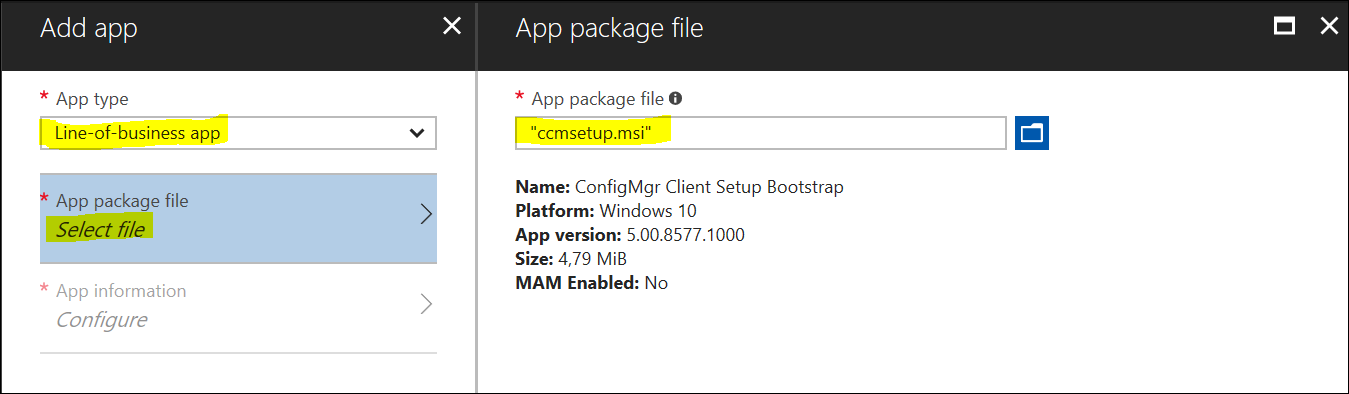 Add app
* App type
Line-of-business app
* App package file
Select file
* App information
Configure
App package file
* App package file
"ccmsetup.msi"
Name: ConfigMgr Client Setup Bootstrap
Platform: Windows 10
App version: 5.00.8577.1000
Size: 4,79 MiB
MAM Enabled: No